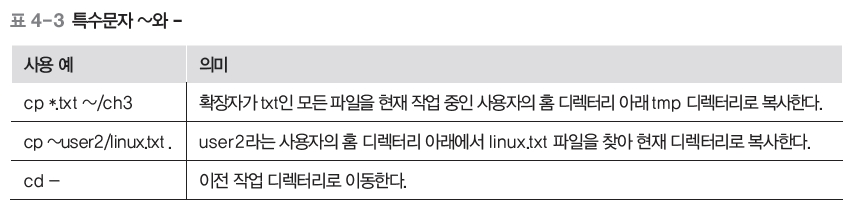 표 4-3 특수문자 ~와 -
사용 예 의미
cp *.txt ~/ch3 확장자가 txt인 모든 파일을 현재 작업 중인 사용자의 홈 디렉터리 아래 tmp 디렉터리로 복사한다.
cp ~user2/linux.txt . user2라는 사용자의 홈 디렉터리 아래에서 linux.txt 파일을 찾아 현재 디렉터리로 복사한다.
cd - 이전 작업 디렉터리로 이동한다.